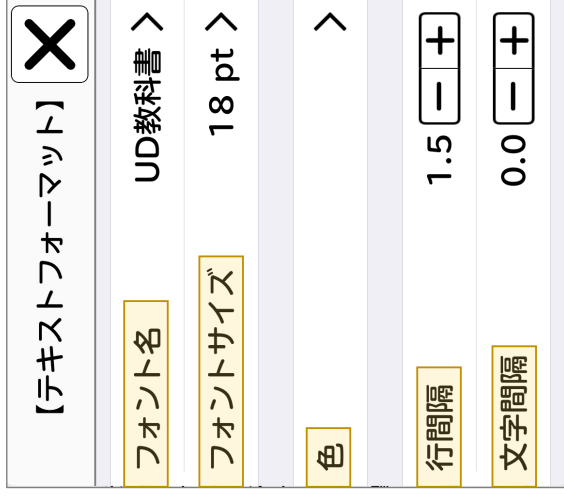 【テキストフォーマット】
フォント名 UD教科書
フォントサイズ 18 pt
色
行間隔 1.5
文字間隔 0.0